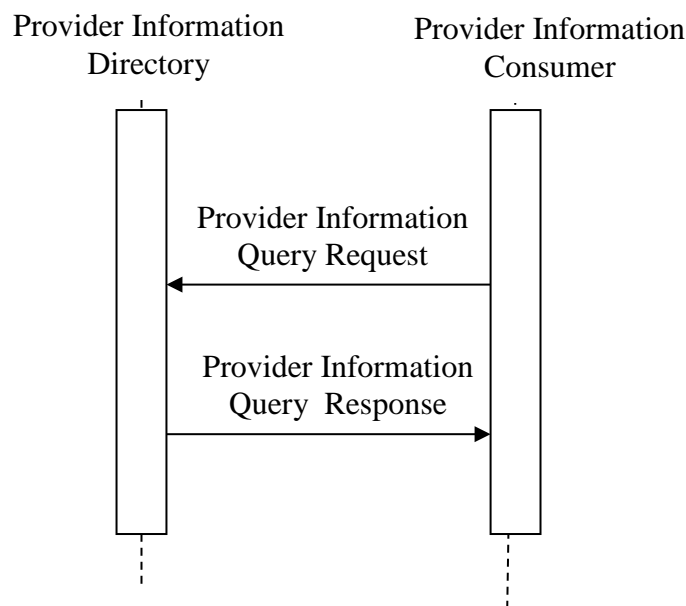 Provider Information
Directory
Provider Information
Consumer
Provider Information
Query Request
Provider Information
Query Response